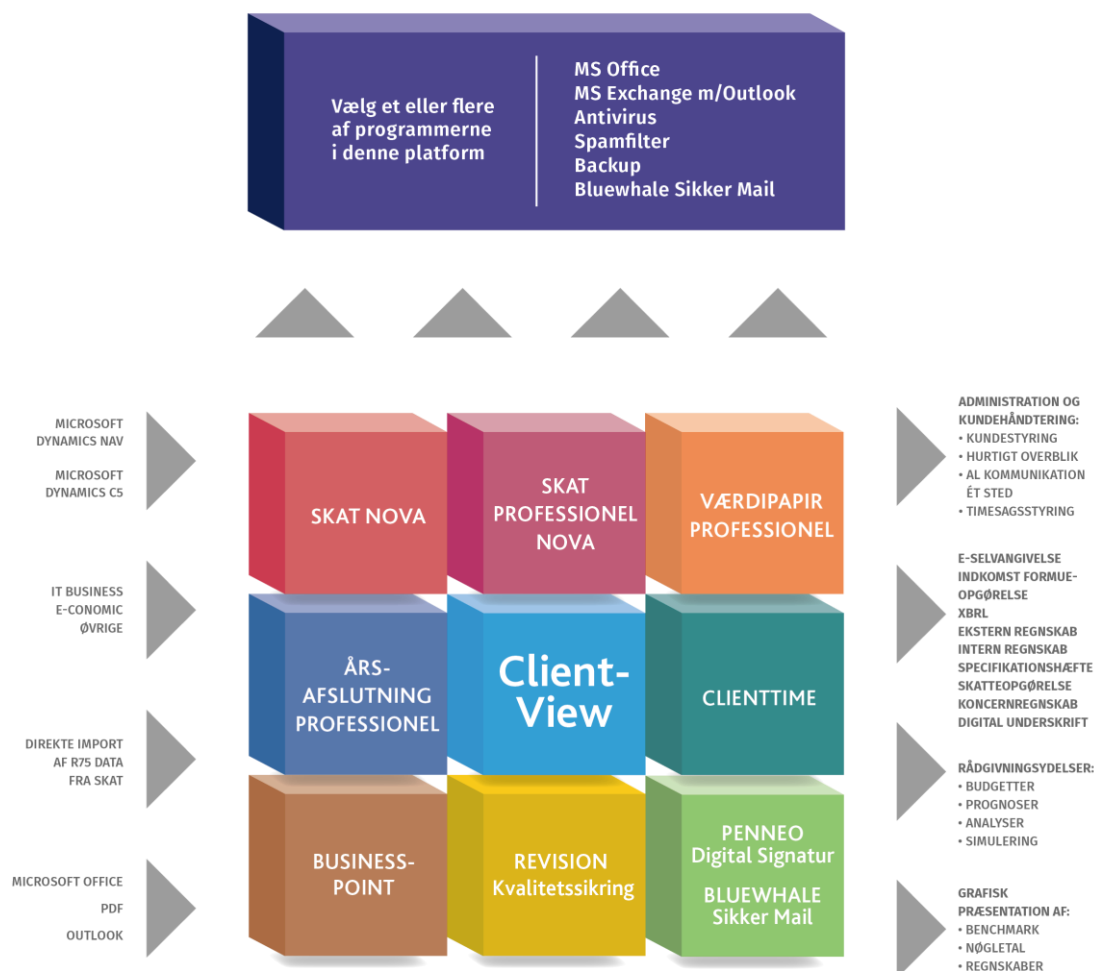 Vælg et eller flere
af programmerne
i denne platform
MS Office
MS Exchange m/Outlook
Antivirus
Spamfilter
Backup
Bluewhale Sikker Mail
MICROSOFT
DYNAMICS NAV
MICROSOFT
DYNAMICS C5
IT BUSINESS
E-CONOMIC
ØVRIGE
DIREKTE IMPORT
AF R75 DATA
FRA SKAT
MICROSOFT OFFICE
PDF
OUTLOOK
SKAT NOVA
SKAT
PROFESSIONEL
NOVA
VÆRDIPAPIR
PROFESSIONEL
ÅRS-
AFSLUTNING
PROFESSIONEL
Client-
View
CLIENTTIME
BUSINESS-
POINT
REVISION
Kvalitetssikring
PENNEO
Digital Signatur
BLUEWHALE
Sikker Mail
ADMINISTRATION OG
KUNDEHÅNDTERING:
• KUNDESTYRING
• HURTIGT OVERBLIK
• AL KOMMUNIKATION
ÉT STED
• TIMESAGSSTYRING
E-SELVANGIVELSE
INDKOMST FORMUE-
OPGØRELSE
XBRL
EKSTERN REGNSKAB
INTERN REGNSKAB
SPECIFIKATIONSHÆFTE
SKATTEOPGØRELSE
KONCERNREGNSKAB
DIGITAL UNDERSKRIFT
RÅDGIVNINGSYDELSER:
• BUDGETTER
• PROGNOSER
• ANALYSER
• SIMULERING
GRAFISK
PRÆSENTATION AF:
• BENCHMARK
• NØGLETAL
• REGNSKABER